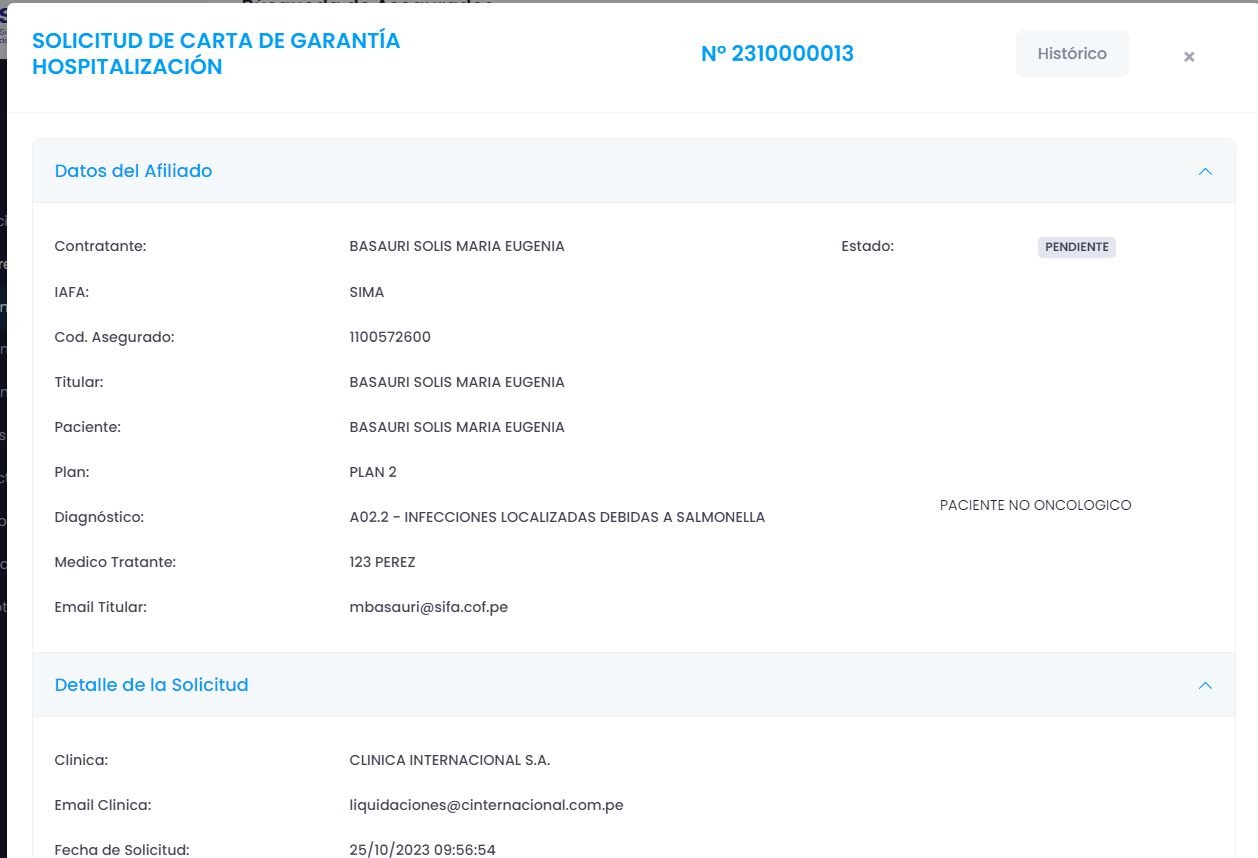 SOLICITUD DE CARTA DE GARANTÍA
HOSPITALIZACIÓN
Nº 2310000013
Histórico
×
Datos del Afiliado
Contratante: BASAURI SOLIS MARIA EUGENIA Estado: PENDIENTE
IAFA: SIMA
Cod. Asegurado: 1100572600
Titular: BASAURI SOLIS MARIA EUGENIA
Paciente: BASAURI SOLIS MARIA EUGENIA
Plan: PLAN 2
PACIENTE NO ONCOLOGICO
Diagnóstico: A02.2 - INFECCIONES LOCALIZADAS DEBIDAS A SALMONELLA
Medico Tratante: 123 PEREZ
Email Titular: mbasauri@sifa.cof.pe
Detalle de la Solicitud
Clinica: CLINICA INTERNACIONAL S.A.
Email Clinica: liquidaciones@cinternacional.com.pe
Fecha de Solicitud: 25/10/2023 09:56:54